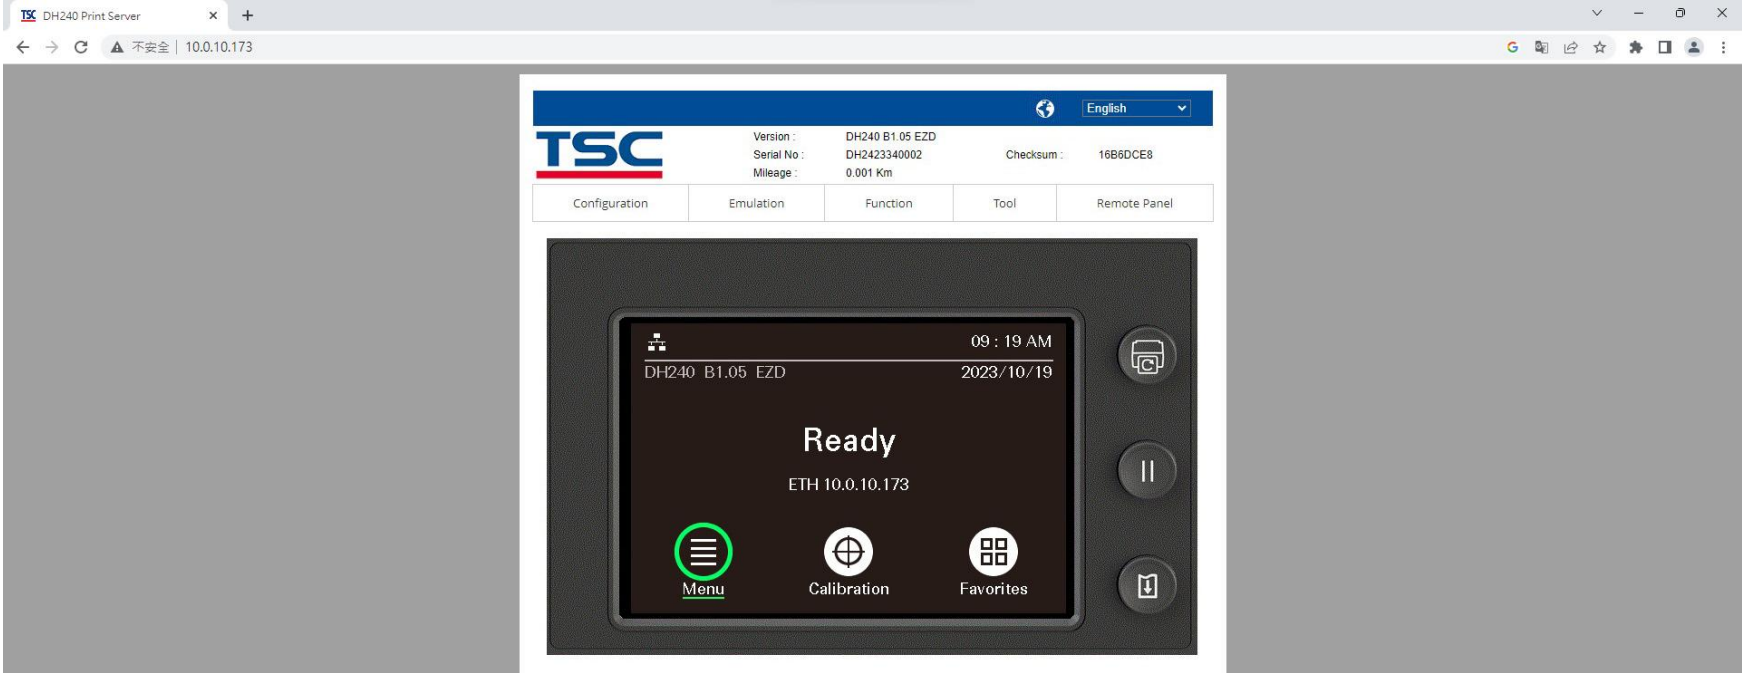 TSC DH240 Print Server
不安全 | 10.0.10.173
English
TSC
Version : DH240 B1.05 EZD
Serial No : DH2423340002 Checksum : 16B6DCE8
Mileage : 0.001 Km
Configuration Emulation Function Tool Remote Panel
09 : 19 AM
DH240 B1.05 EZD 2023/10/19
Ready
ETH 10.0.10.173
Menu Calibration Favorites